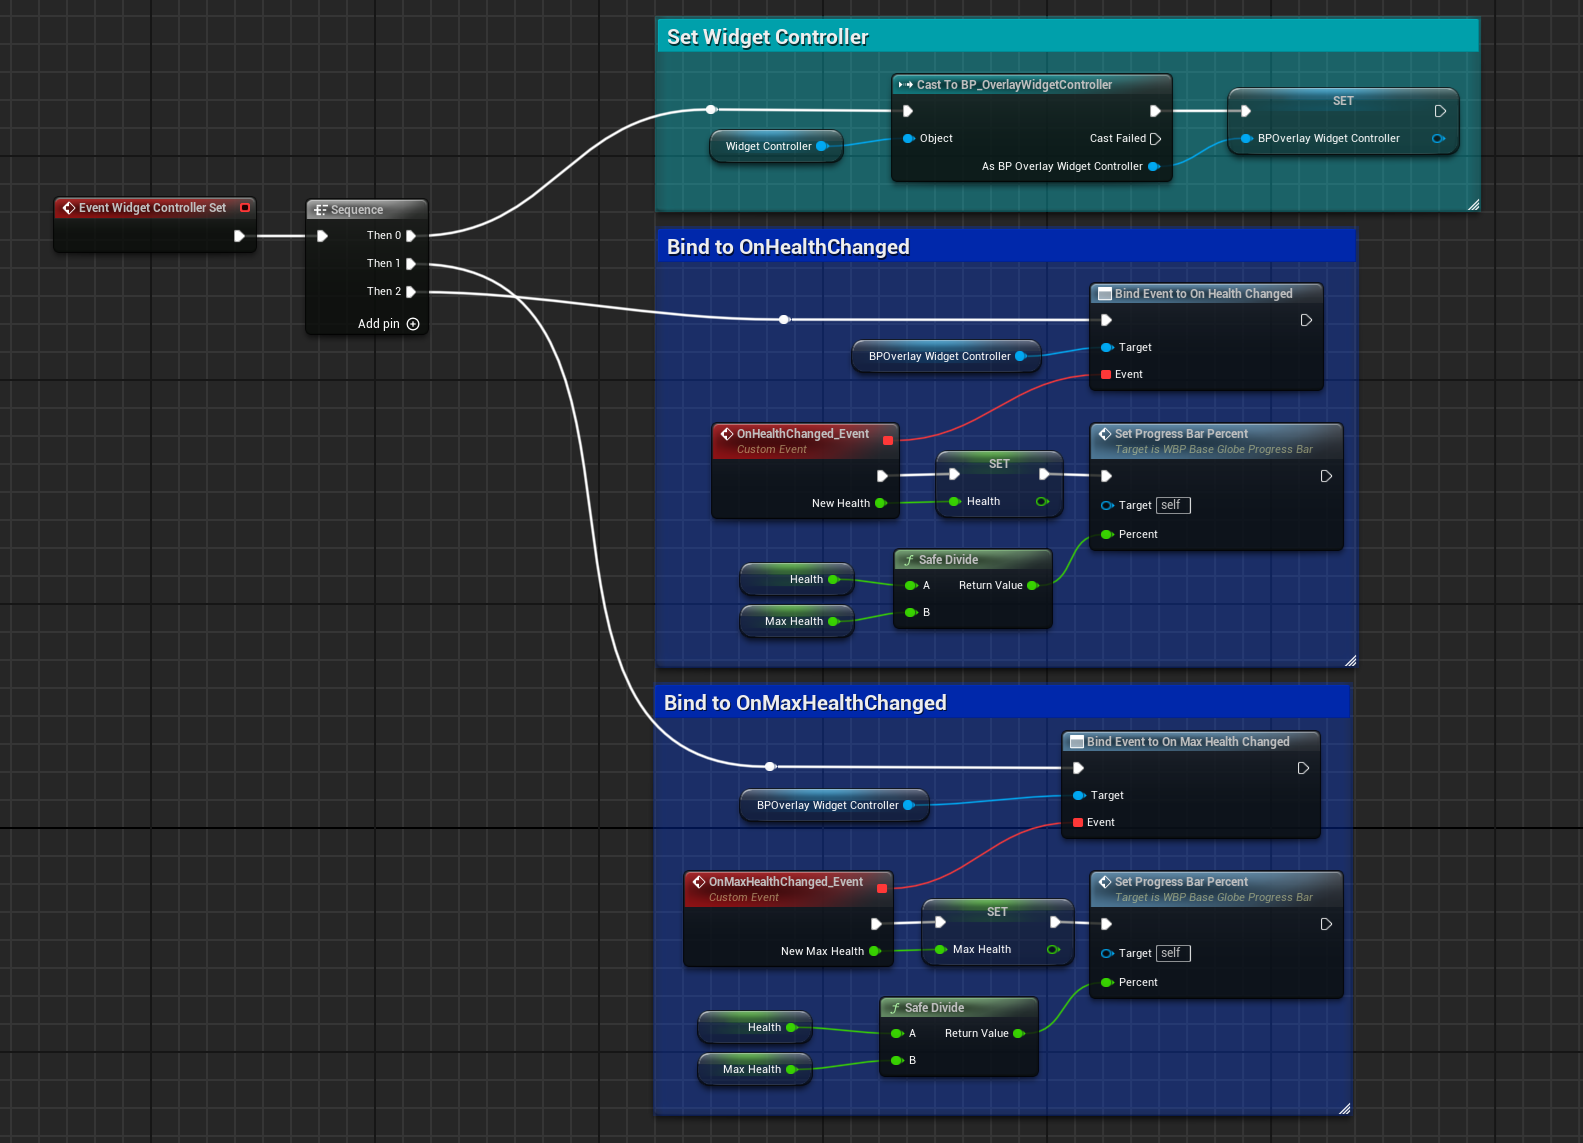 Set Widget Controller
Cast To BP_OverlayWidgetController
Widget Controller
Object
Cast Failed
As BP Overlay Widget Controller
SET
BPOverlay Widget Controller
Event Widget Controller Set
Sequence
Then 0
Then 1
Then 2
Add pin
Bind to OnHealthChanged
Bind Event to On Health Changed
BPOverlay Widget Controller
Target
Event
OnHealthChanged_Event
Custom Event
New Health
SET
Health
Set Progress Bar Percent
Target is WBP Base Globe Progress Bar
Target self
Percent
Health
Max Health
Safe Divide
A Return Value
B
Bind to OnMaxHealthChanged
Bind Event to On Max Health Changed
BPOverlay Widget Controller
Target
Event
OnMaxHealthChanged_Event
Custom Event
New Max Health
SET
Max Health
Set Progress Bar Percent
Target is WBP Base Globe Progress Bar
Target self
Percent
Health
Max Health
Safe Divide
A Return Value
B